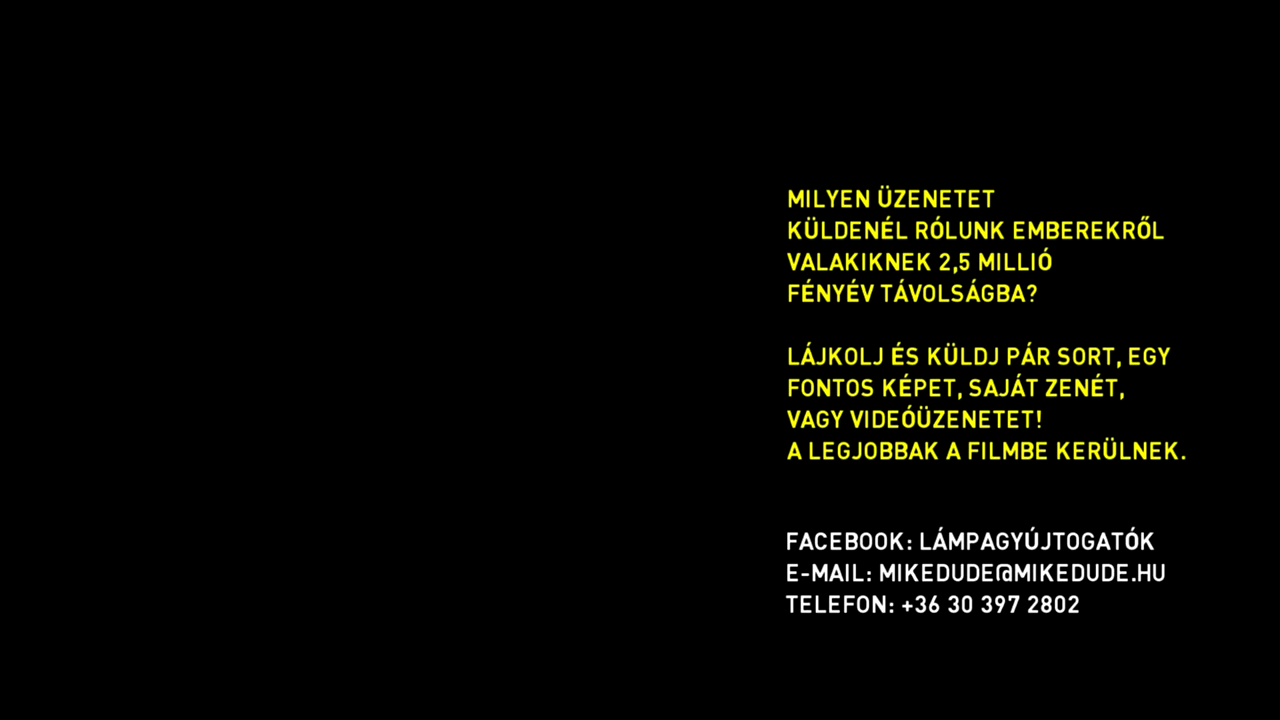 MILYEN ÜZENETET
KÜLDENÉL RÓLUNK EMBEREKRŐL
VALAKIKNEK 2,5 MILLIÓ
FÉNYÉV TÁVOLSÁGBA?
LÁJKOLJ ÉS KÜLDJ PÁR SORT, EGY
FONTOS KÉPET, SAJÁT ZENÉT,
VAGY VIDEÓÜZENETET!
A LEGJOBBAK A FILMBE KERÜLNEK.
FACEBOOK: LÁMPAGYÚJTOGATÓK
E-MAIL: MIKEDUDE@MIKEDUDE.HU
TELEFON: +36 30 397 2802